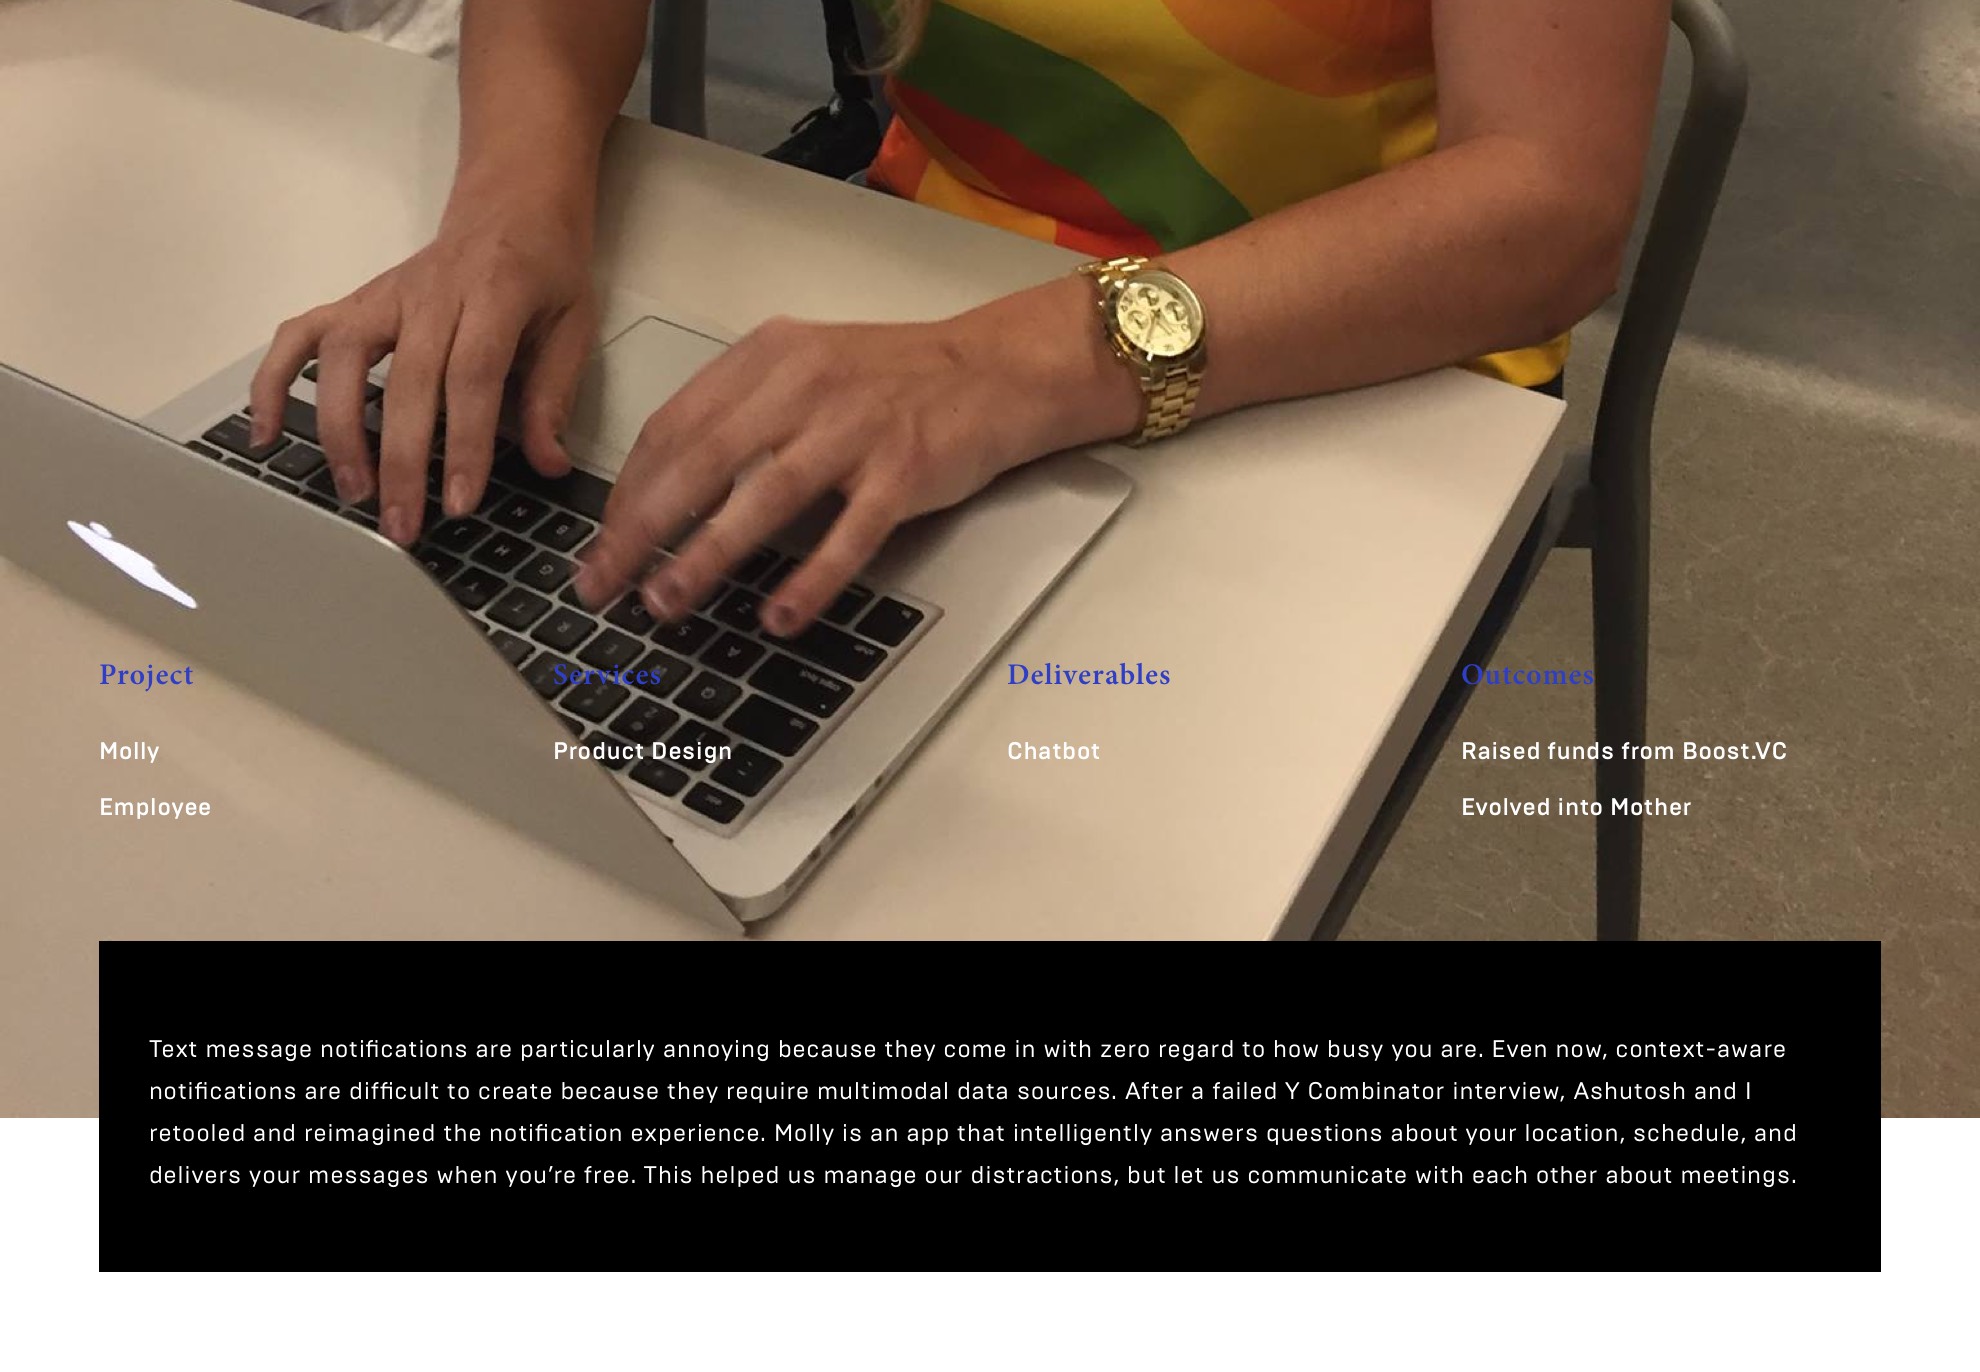 Project
Services
Deliverables
Outcomes
Molly
Product Design
Chatbot
Raised funds from Boost.VC
Employee
Evolved into Mother
Text message notifications are particularly annoying because they come in with zero regard to how busy you are. Even now, context-aware
notifications are difficult to create because they require multimodal data sources. After a failed Y Combinator interview, Ashutosh and I
retooled and reimagined the notification experience. Molly is an app that intelligently answers questions about your location, schedule, and
delivers your messages when you’re free. This helped us manage our distractions, but let us communicate with each other about meetings.